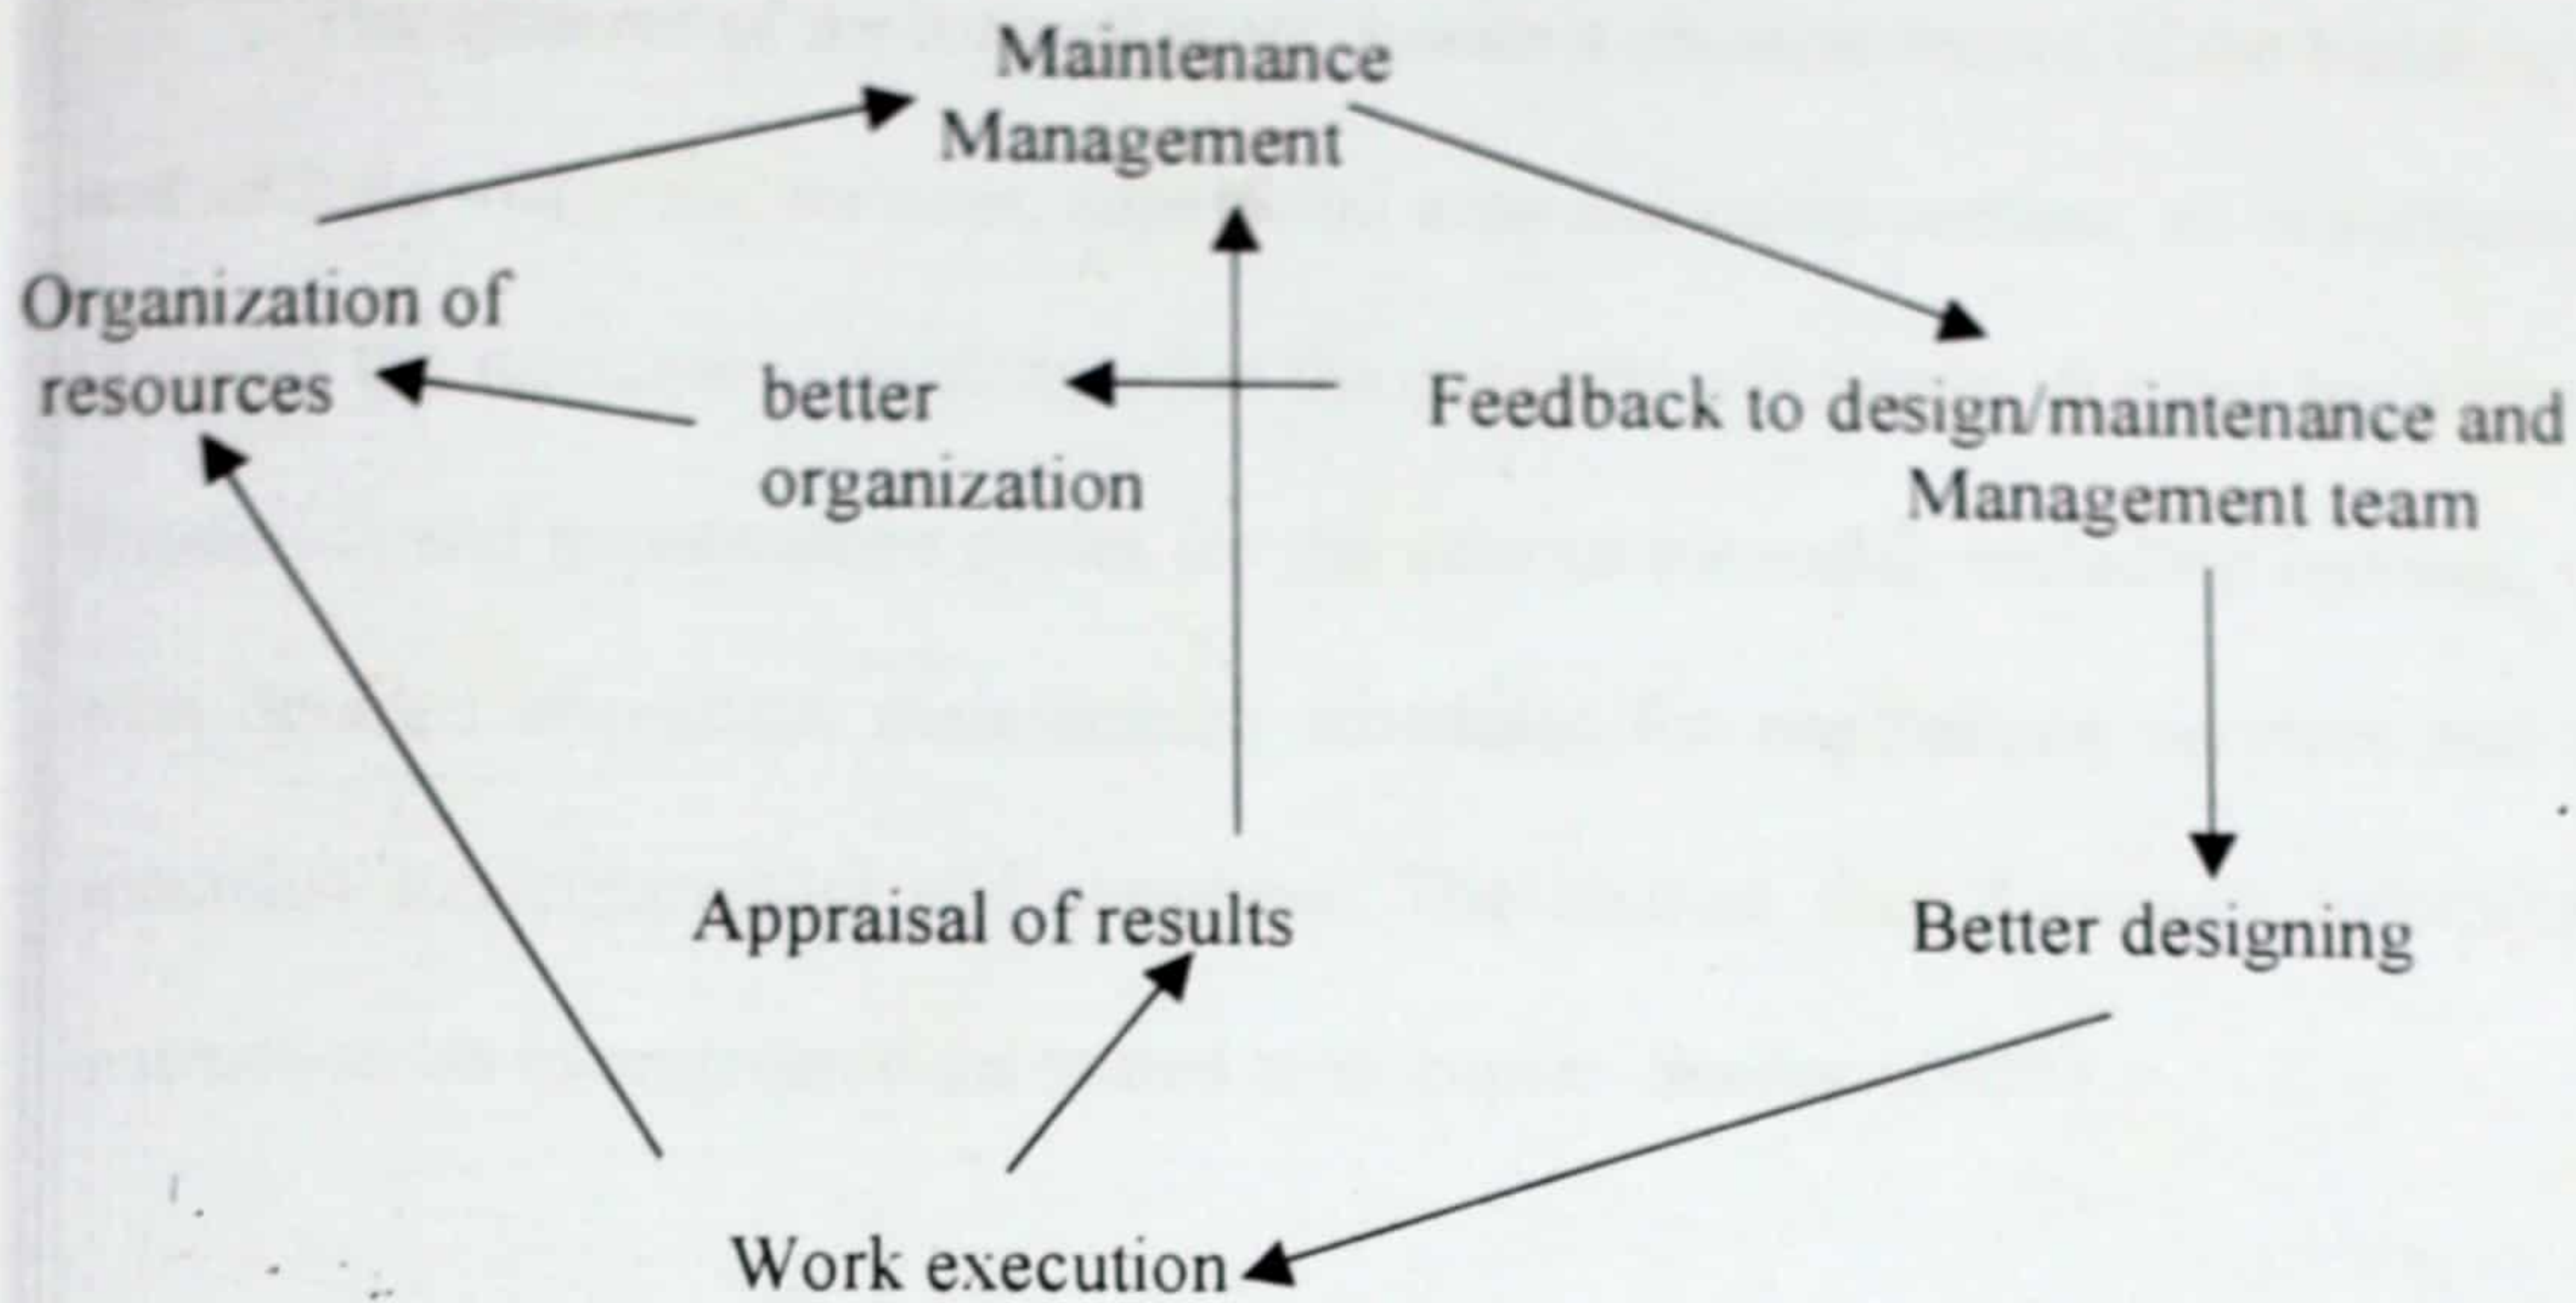 Maintenance
Management
Organization of
resources
better
organization
Feedback to design/maintenance and
Management team
Appraisal of results
Better designing
Work execution